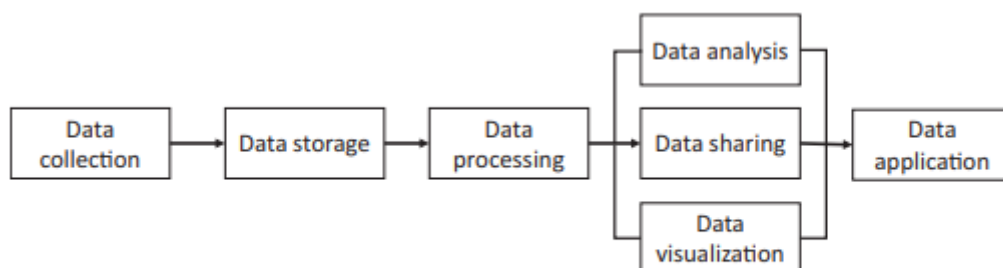 Data
collection
Data storage
Data
processing
Data analysis
Data sharing
Data
visualization
Data
application